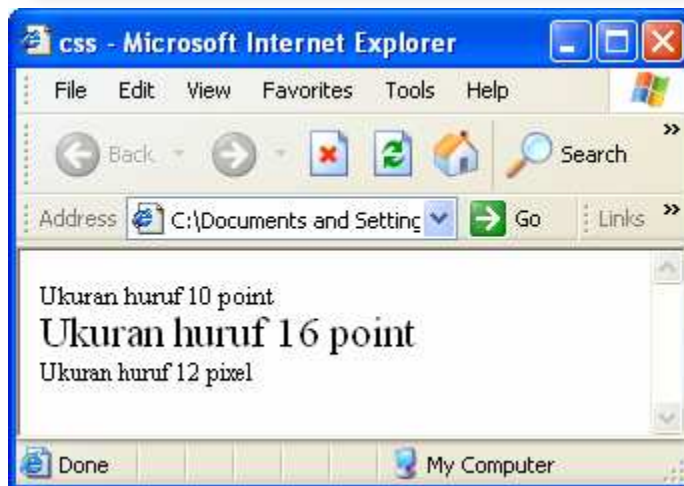 css - Microsoft Internet Explorer
File Edit View Favorites Tools Help
Back Search »
Address C:\Documents and Setting Go Links »
Ukuran huruf 10 point
Ukuran huruf 16 point
Ukuran huruf 12 pixel
Done My Computer